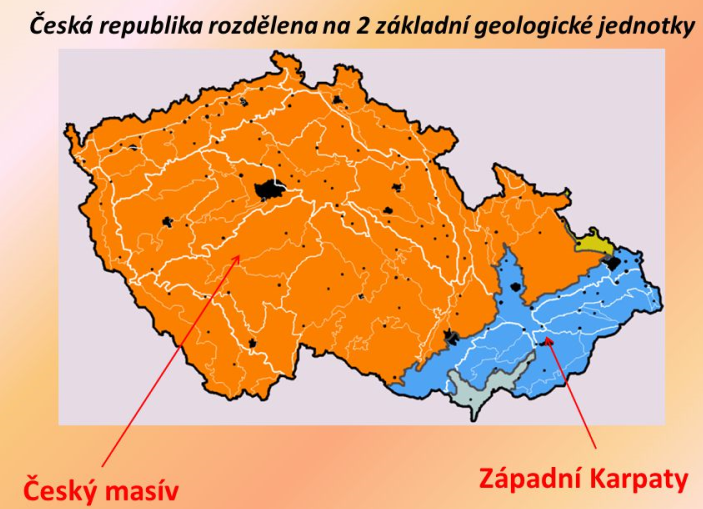 Česká republika rozdělena na 2 základní geologické jednotky
Český masív
Západní Karpaty